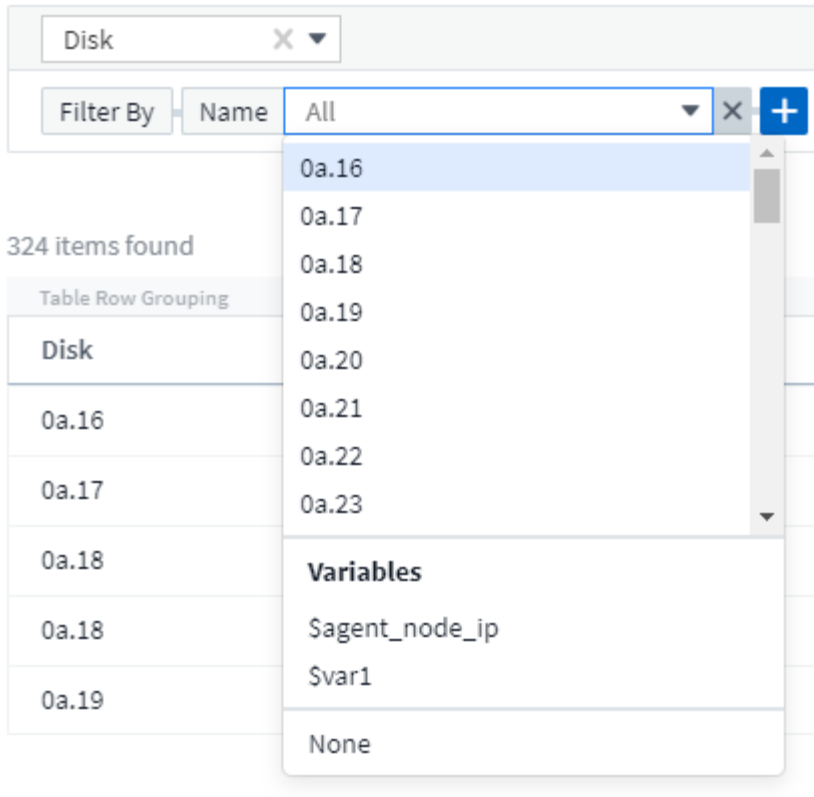 Disk
Filter By Name All
0a.16
0a.17
0a.18
0a.19
0a.20
0a.21
0a.22
0a.23
Variables
$agent_node_ip
$var1
None
324 items found
Table Row Grouping
Disk
0a.16
0a.17
0a.18
0a.18
0a.19